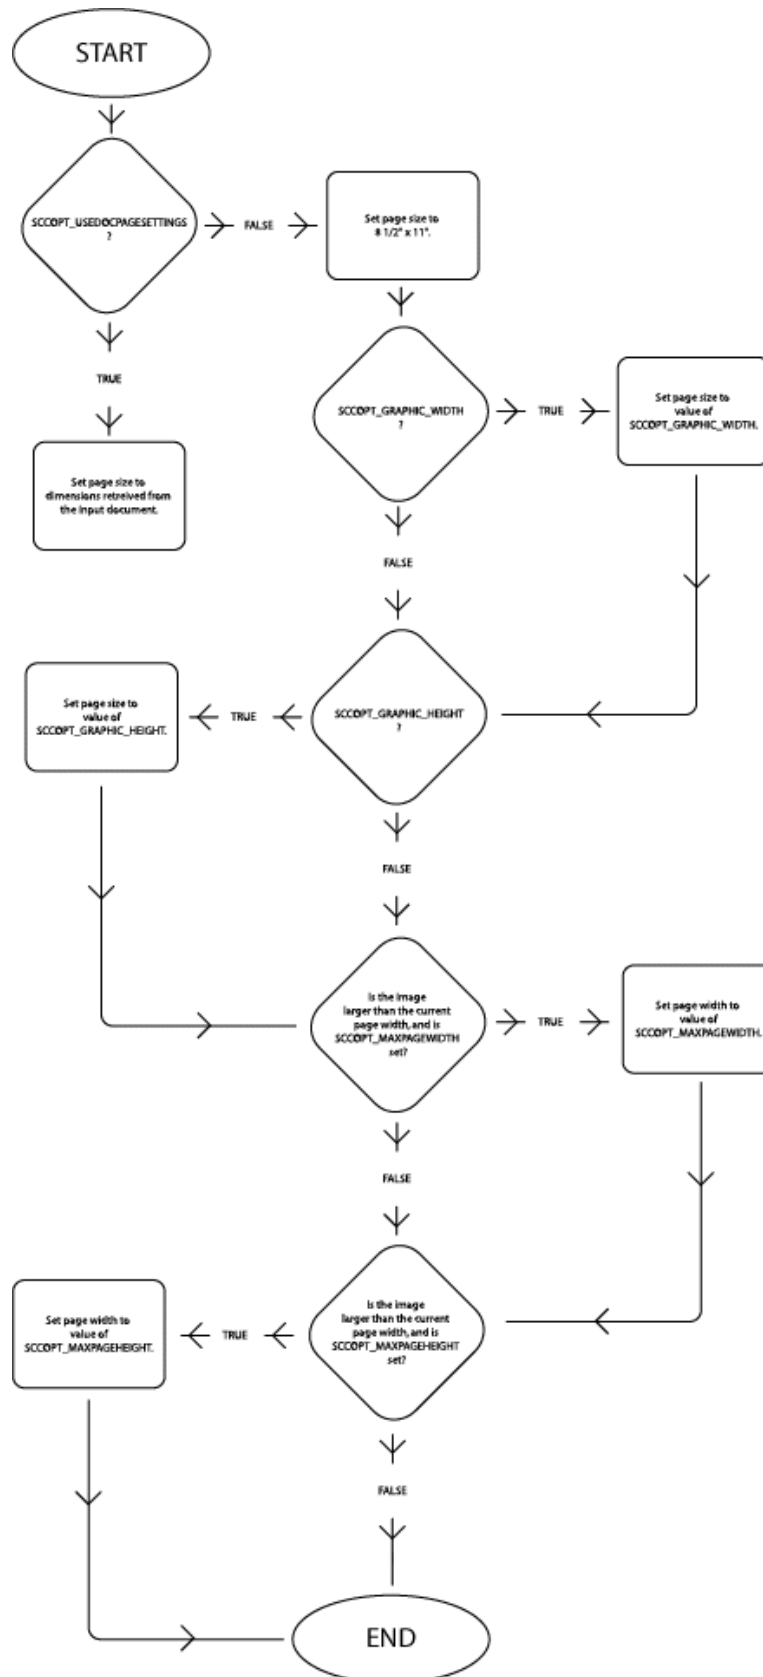 START
SCCOPT_USEDOCPAGESETTINGS
?
FALSE
Set page size to
8 1/2" x 11".
TRUE
Set page size to
dimensions retreived from
the input document.
SCCOPT_GRAPHIC_WIDTH
?
TRUE
Set page size to
value of
SCCOPT_GRAPHIC_WIDTH.
FALSE
SCCOPT_GRAPHIC_HEIGHT
?
TRUE
Set page size to
value of
SCCOPT_GRAPHIC_HEIGHT.
FALSE
Is the image
larger than the current
page width, and is
SCCOPT_MAXPAGEWIDTH
set?
TRUE
Set page width to
value of
SCCOPT_MAXPAGEWIDTH.
FALSE
Is the image
larger than the current
page width, and is
SCCOPT_MAXPAGEHEIGHT
set?
TRUE
Set page width to
value of
SCCOPT_MAXPAGEHEIGHT.
FALSE
END